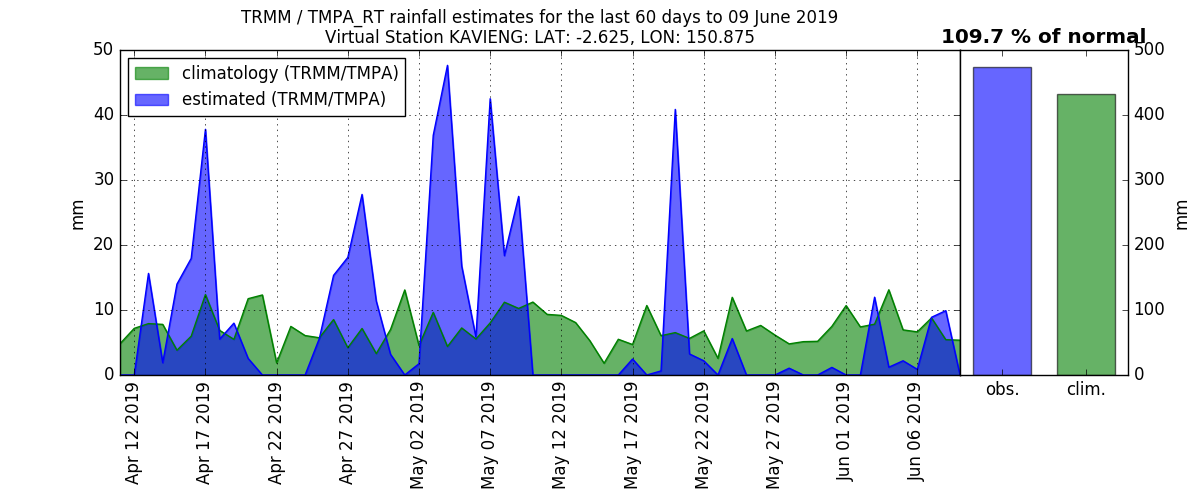 TRMM / TMPA_RT rainfall estimates for the last 60 days to 09 June 2019
Virtual Station KAVIENG: LAT: -2.625, LON: 150.875
109.7 % of normal
climatology (TRMM/TMPA)
estimated (TRMM/TMPA)
50
40
30
20
10
0
mm
500
400
300
200
100
0
mm
Apr 12 2019
Apr 17 2019
Apr 22 2019
Apr 27 2019
May 02 2019
May 07 2019
May 12 2019
May 17 2019
May 22 2019
May 27 2019
Jun 01 2019
Jun 06 2019
obs.
clim.